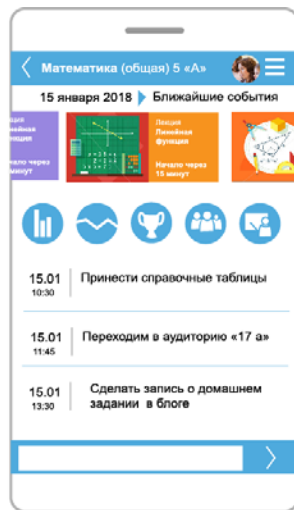 Математика (общая) 5 «А»
15 января 2018 Ближайшие события
Лекция
Линейная
функция
Начало через
15 минут
15.01
10:30
Принести справочные таблицы
15.01
11:45
Переходим в аудиторию «17 а»
15.01
13:30
Сделать запись о домашнем
задании в блоге